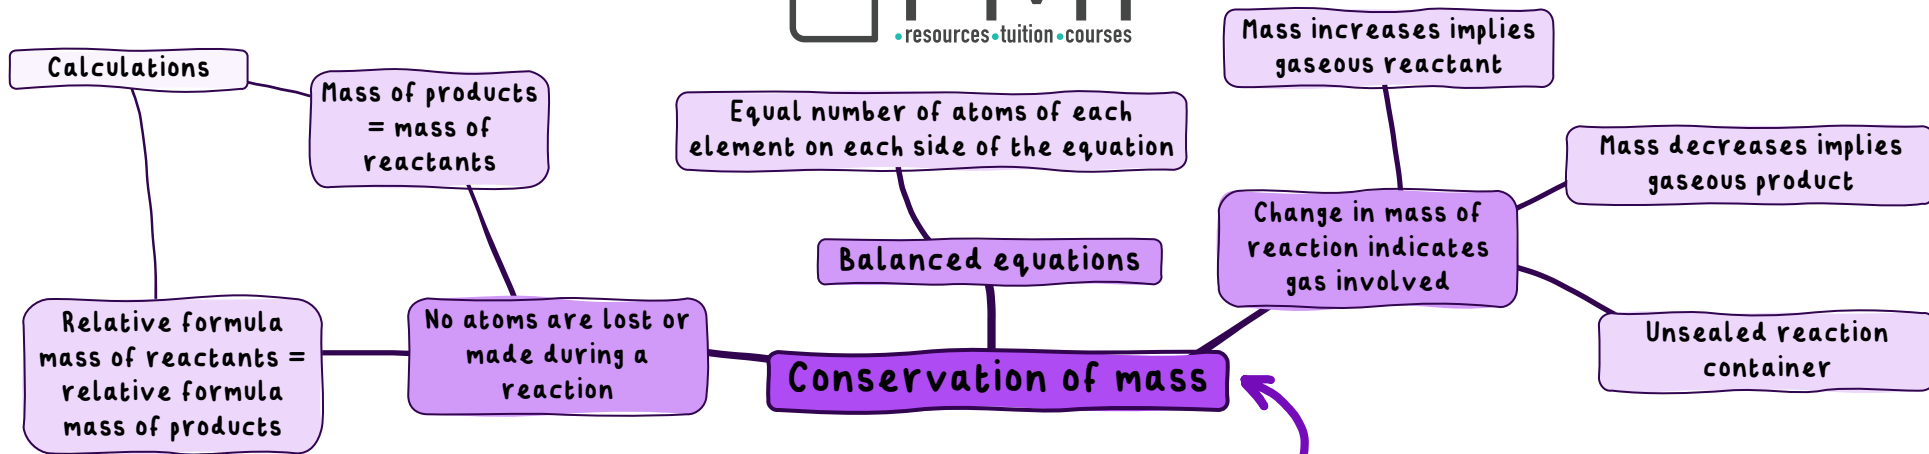 •resources•tuition•courses
Calculations
Mass of products
= mass of
reactants
Relative formula
mass of reactants =
relative formula
mass of products
No atoms are lost or
made during a
reaction
Equal number of atoms of each
element on each side of the equation
Balanced equations
Conservation of mass
Mass increases implies
gaseous reactant
Change in mass of
reaction indicates
gas involved
Mass decreases implies
gaseous product
Unsealed reaction
container